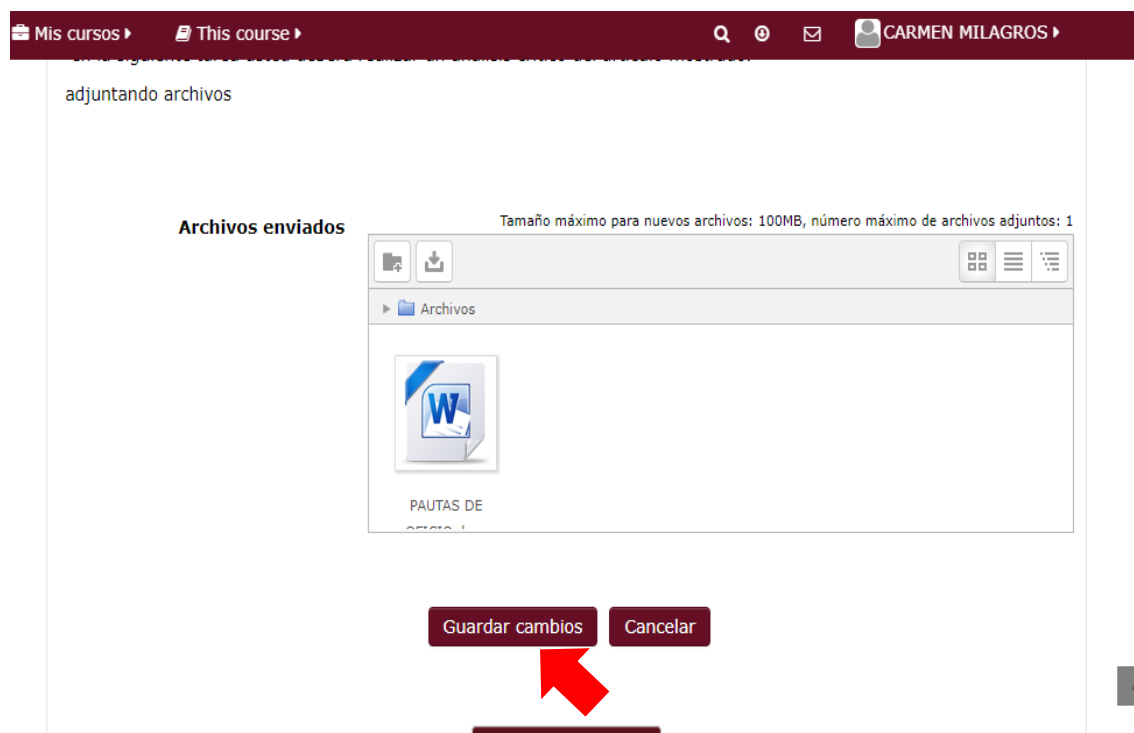 Mis cursos This course CARMEN MILAGROS
adjuntando archivos
Archivos enviados
Tamaño máximo para nuevos archivos: 100MB, número máximo de archivos adjuntos: 1
Archivos
W
PAUTAS DE
Guardar cambios Cancelar